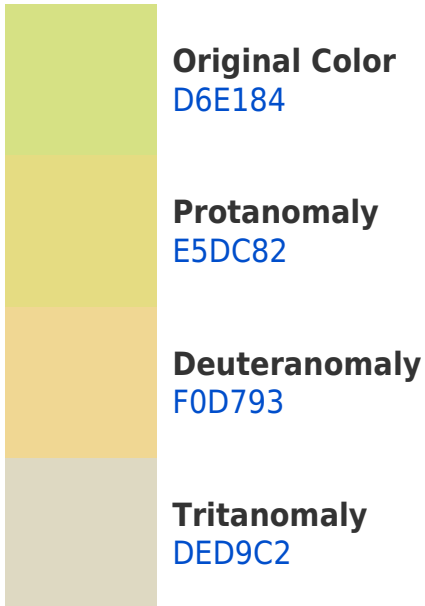 Original Color
D6E184
Protanomaly
E5DC82
Deuteranomaly
F0D793
Tritanomaly
DED9C2